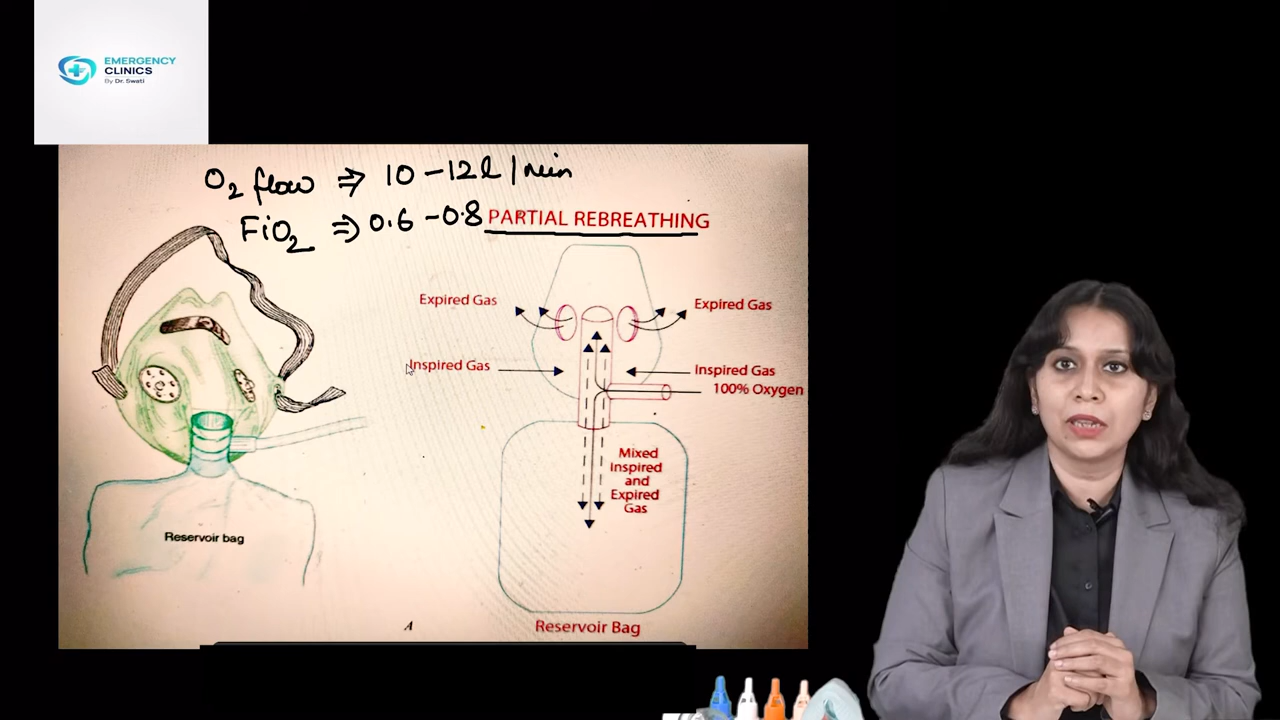 EMERGENCY
CLINICS
By Dr. Swati
O2 flow ⇒ 10-12l/min
FiO2 ⇒ 0.6-0.8
PARTIAL REBREATHING
Expired Gas
Expired Gas
Inspired Gas
Inspired Gas
100% Oxygen
Mixed
Inspired
and
Expired
Gas
Reservoir bag
A
Reservoir Bag